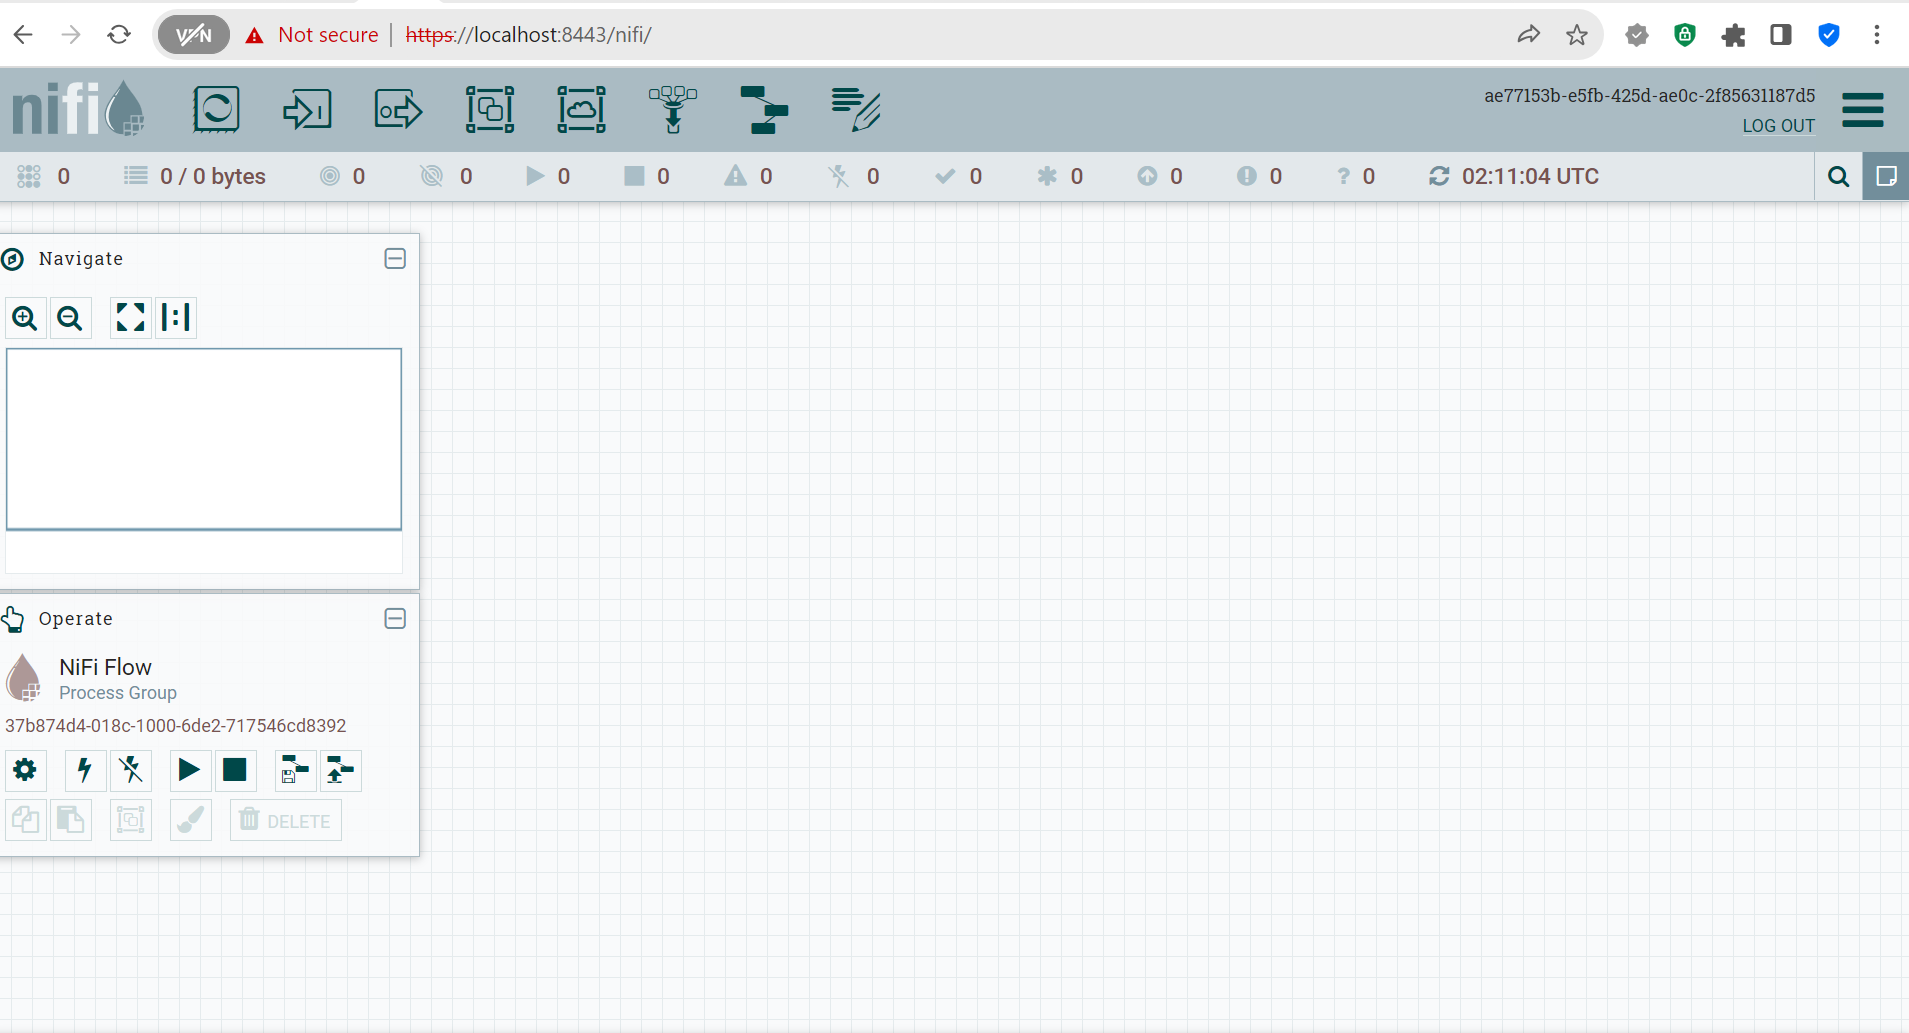 VPN Not secure https://localhost:8443/nifi/
nifi
ae77153b-e5fb-425d-ae0c-2f85631187d5
LOG OUT
0 0 / 0 bytes 0 0 0 0 0 0 0 0 0 0 ? 0 02:11:04 UTC
Navigate
Operate
NiFi Flow
Process Group
37b874d4-018c-1000-6de2-717546cd8392
DELETE